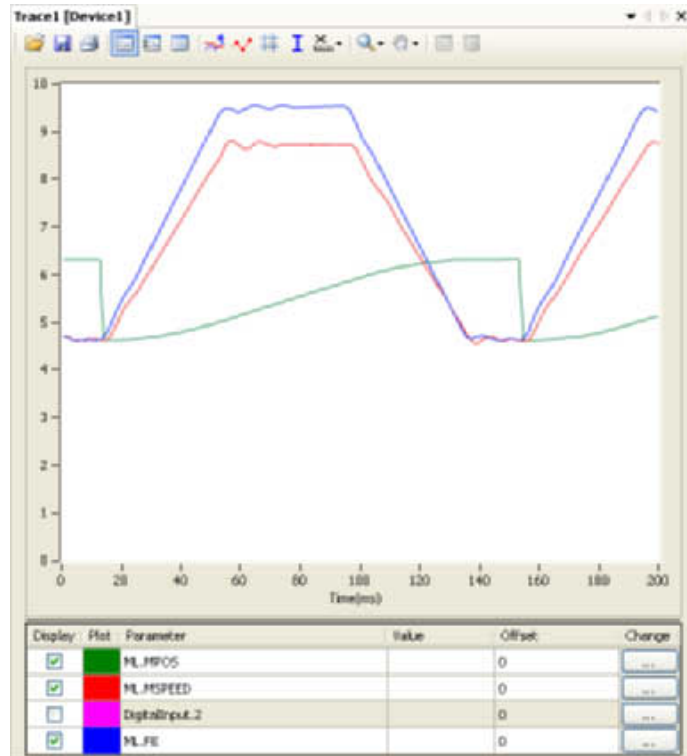 Trace1 [Device1]
10
9
8
7
6
5
4
3
2
1
0
0 20 40 60 80 100 120 140 160 180 200
Time(ms)
Display Plot Parameter Value Offset Change
ML.MPOS 0 ...
ML.MSPEED 0 ...
DigitalInput.2 0 ...
ML.FE 0 ...